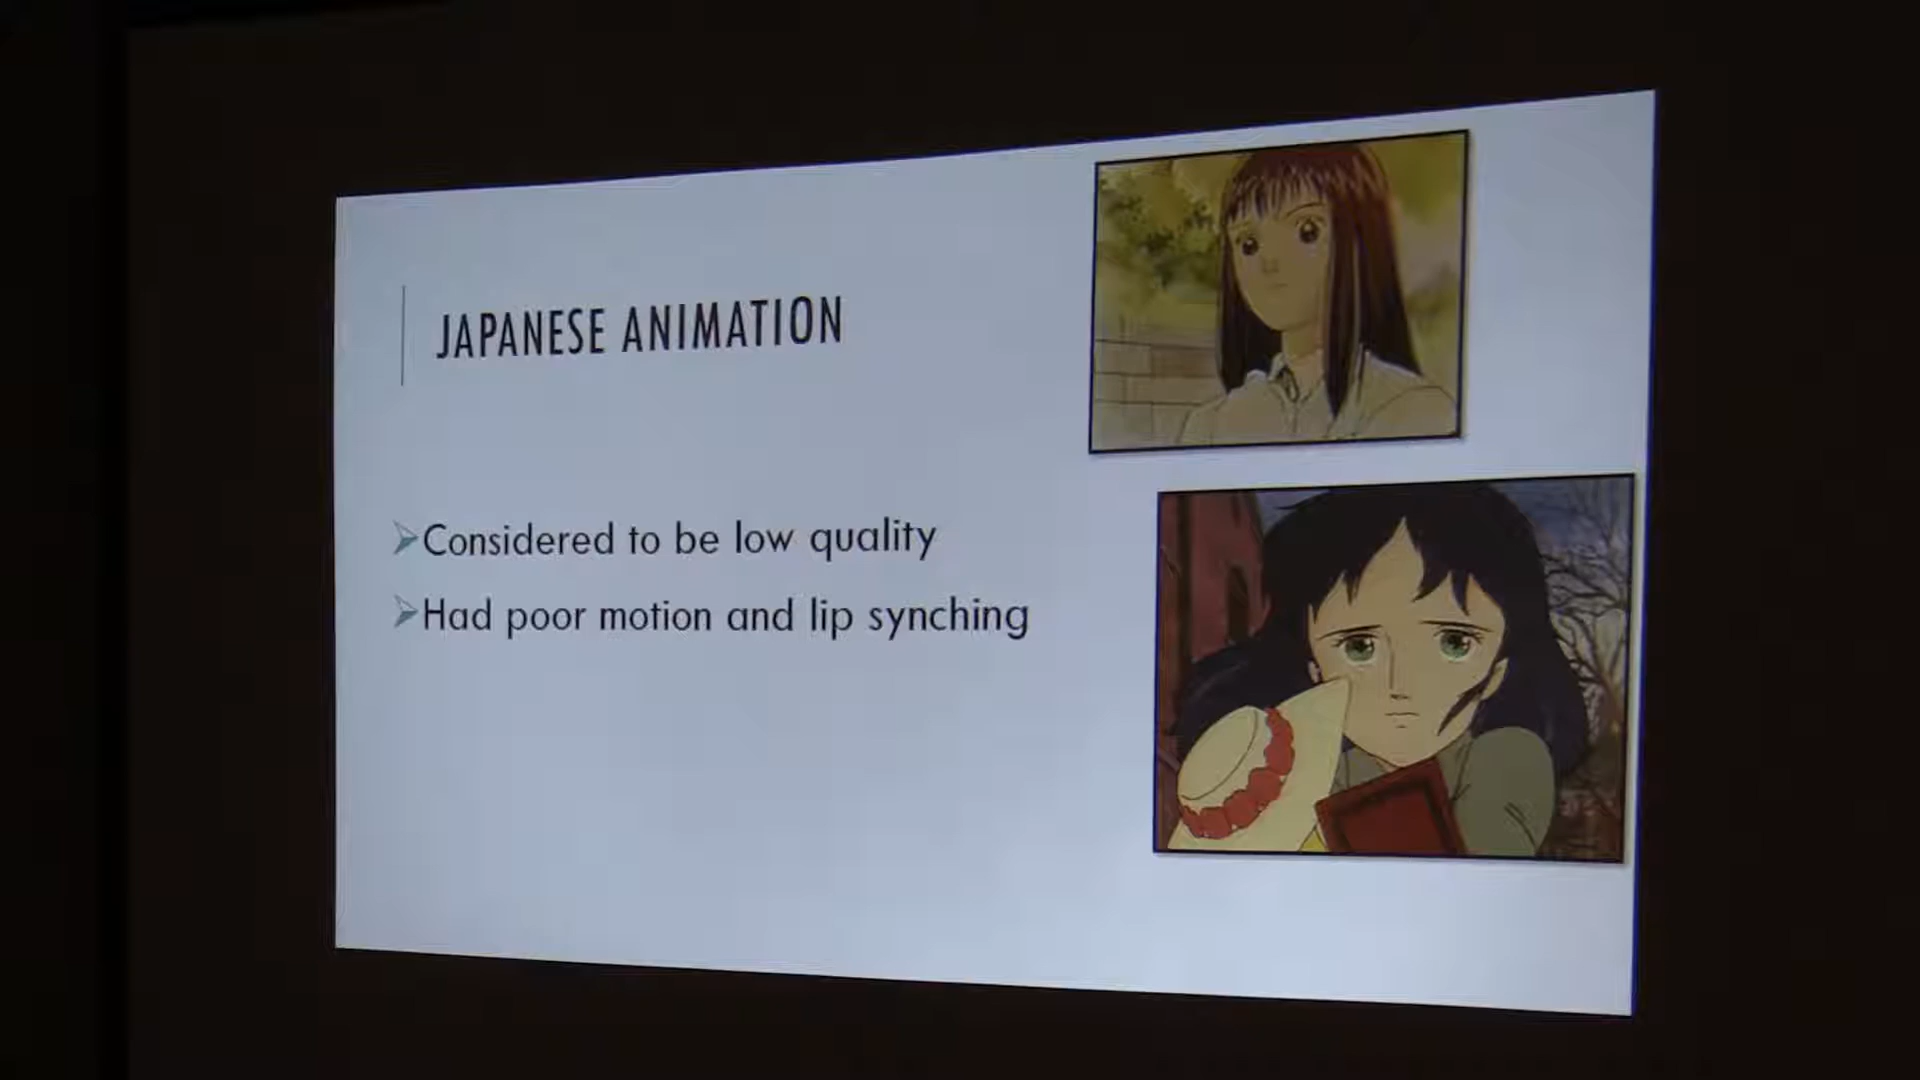 JAPANESE ANIMATION
Considered to be low quality
Had poor motion and lip synching